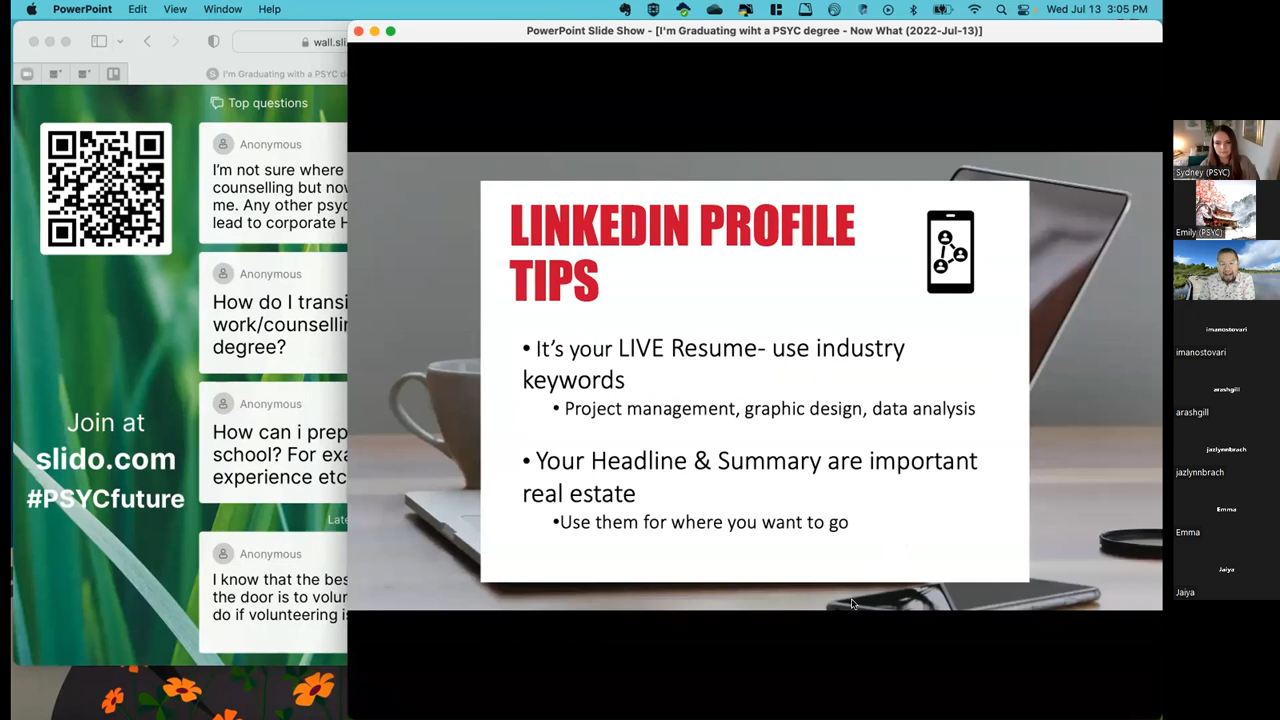 PowerPoint Edit View Window Help
Wed Jul 13 3:05 PM
PowerPoint Slide Show - [I'm Graduating wiht a PSYC degree - Now What (2022-Jul-13)]
wall.sli
I'm Graduating with a PSYC de
Top questions
Anonymous
I'm not sure where
counselling but now
me. Any other psyc
lead to corporate H
Anonymous
How do I transi
work/counsellin
degree?
Anonymous
How can i prep
school? For exa
experience etc
Late
Anonymous
I know that the bes
the door is to volun
do if volunteering is
Join at
slido.com
#PSYCfuture
LINKEDIN PROFILE
TIPS
• It's your LIVE Resume- use industry
keywords
• Project management, graphic design, data analysis
• Your Headline & Summary are important
real estate
•Use them for where you want to go
Sydney (PSYC)
Emily (PSYC)
imanostovari
imanostovari
arashgill
arashgill
jazlynnbrach
jazlynnbrach
Emma
Emma
Jaiya
Jaiya